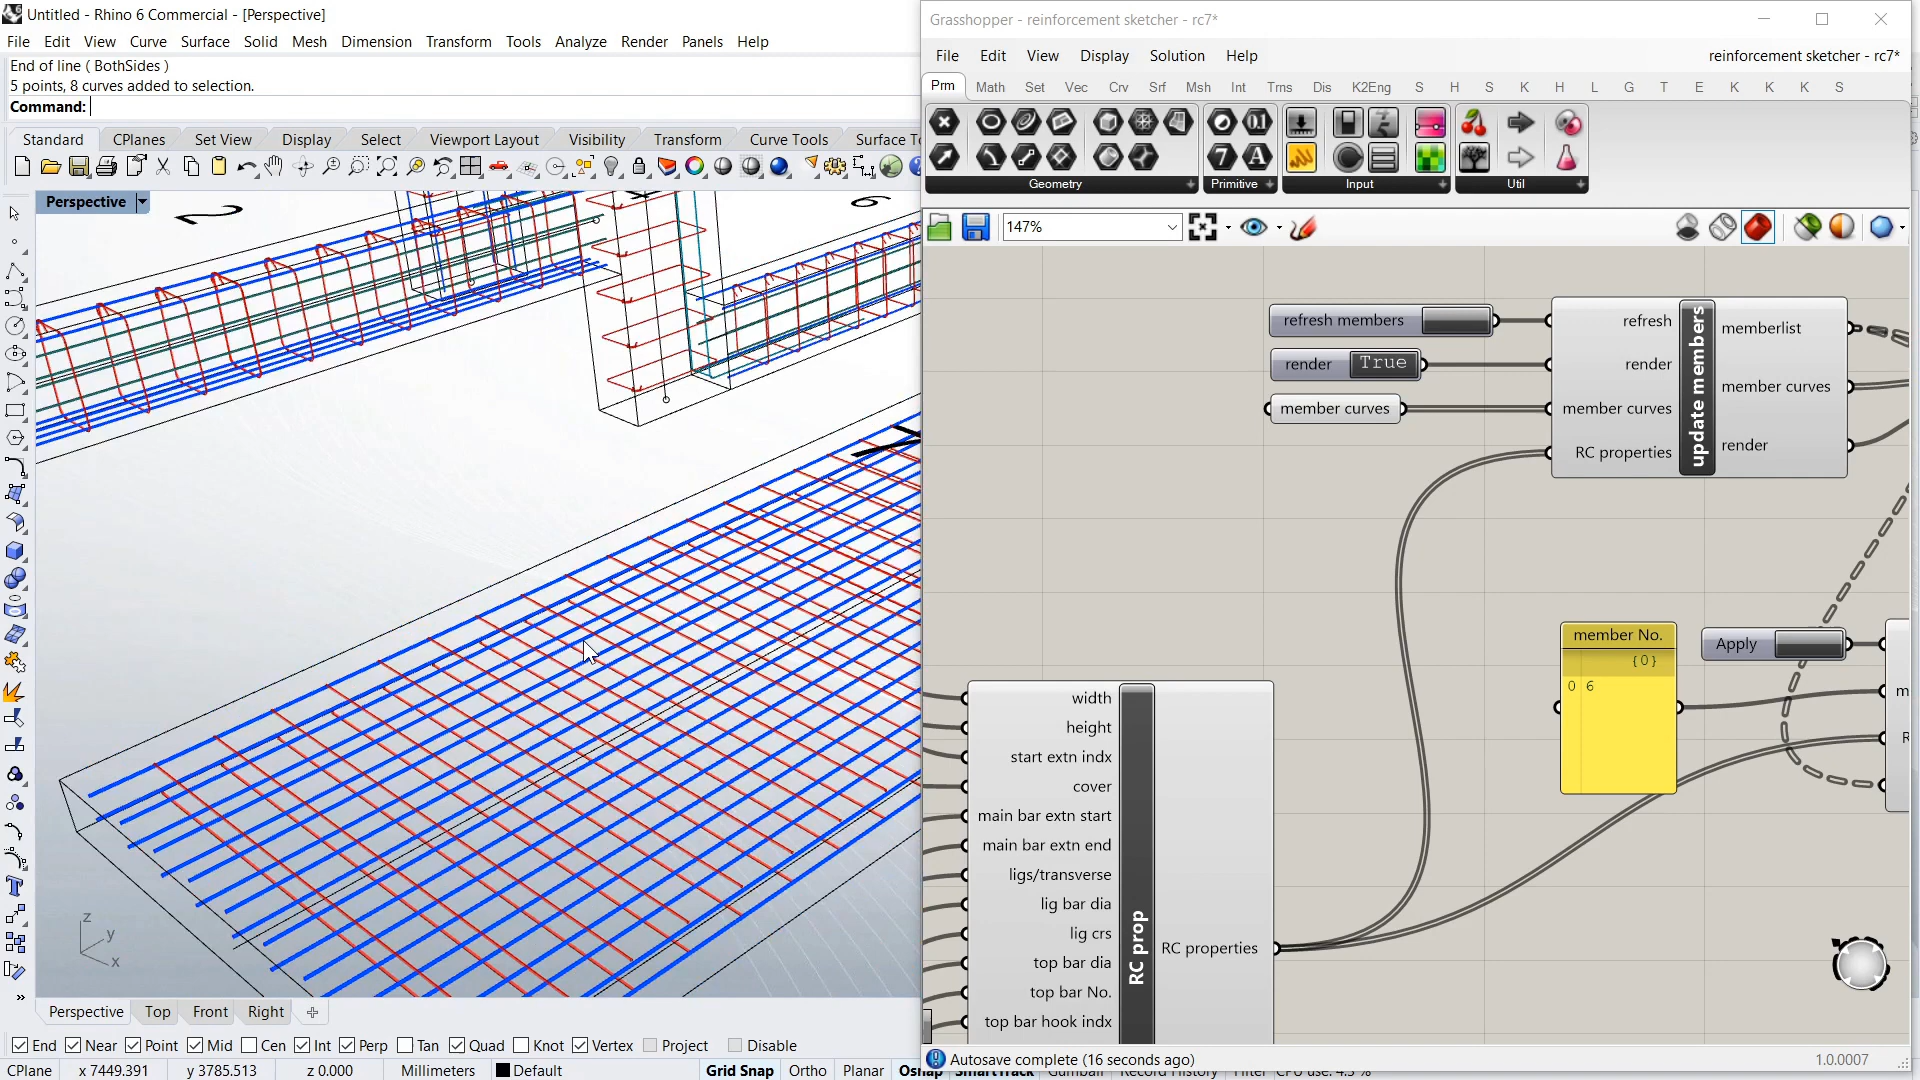 Untitled - Rhino 6 Commercial - [Perspective]
File Edit View Curve Surface Solid Mesh Dimension Transform Tools Analyze Render Panels Help
End of line ( BothSides )
5 points, 8 curves added to selection.
Command:
Standard CPlanes Set View Display Select Viewport Layout Visibility Transform Curve Tools
Perspective
z
y
x
Perspective Top Front Right
End Near Point Mid Cen Int Perp Tan Quad Knot Vertex Project Disable
CPlane x 7449.391 y 3785.513 z 0.000 Millimeters Default Grid Snap Ortho Planar
Grasshopper - reinforcement sketcher - rc7*
File Edit View Display Solution Help
reinforcement sketcher - rc7*
Prm Math Set Vec Crv Srf Msh Int Trns Dis K2Eng S H S K H L G T E K K K S
Geometry Primitive Input Util
147%
refresh members
render True
member curves
refresh
render
member curves
RC properties
update members
memberlist
member curves
render
member No.
{0}
0 6
Apply
width
height
start extn indx
cover
main bar extn start
main bar extn end
ligs/transverse
lig bar dia
lig crs
top bar dia
top bar No.
top bar hook indx
RC prop
RC properties
Autosave complete (16 seconds ago)
1.0.0007